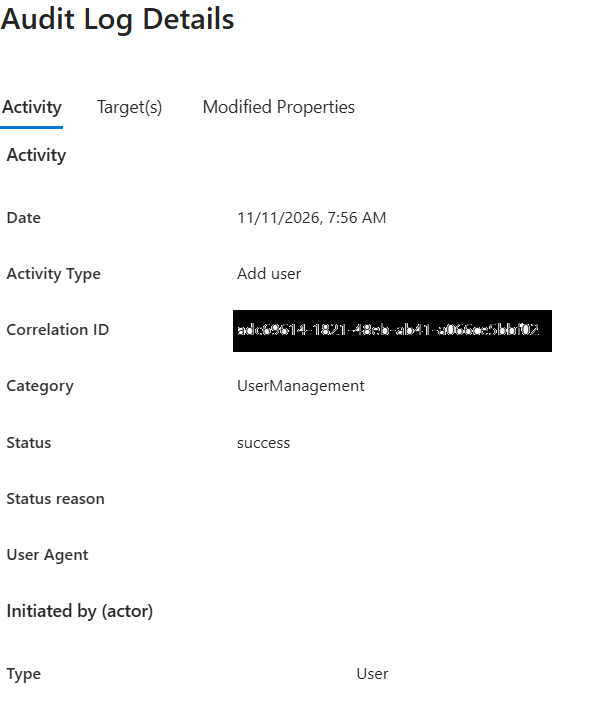 Audit Log Details
Activity Target(s) Modified Properties
Activity
Date 11/11/2026, 7:56 AM
Activity Type Add user
Correlation ID
Category UserManagement
Status success
Status reason
User Agent
Initiated by (actor)
Type User